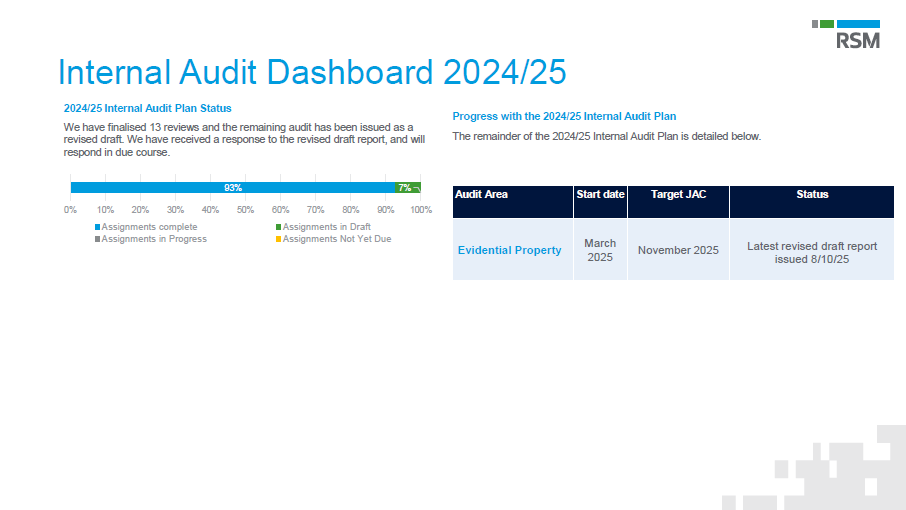 RSM
Internal Audit Dashboard 2024/25
2024/25 Internal Audit Plan Status
We have finalised 13 reviews and the remaining audit has been issued as a
revised draft. We have received a response to the revised draft report, and will
respond in due course.
93%
7%
0% 10% 20% 30% 40% 50% 60% 70% 80% 90% 100%
Assignments complete
Assignments in Draft
Assignments in Progress
Assignments Not Yet Due
Progress with the 2024/25 Internal Audit Plan
The remainder of the 2024/25 Internal Audit Plan is detailed below.
Audit Area Start date Target JAC Status
Evidential Property
March
2025
November 2025
Latest revised draft report
issued 8/10/25